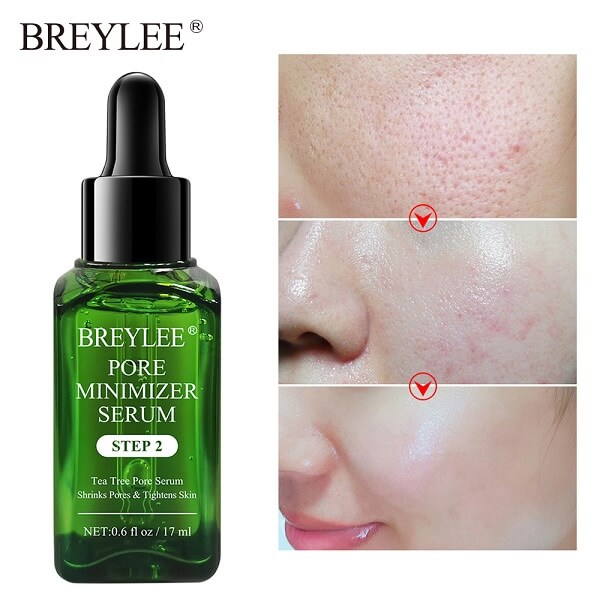 BREYLEE®
BREYLEE®
PORE
MINIMIZER
SERUM
STEP 2
Tea Tree Pore Serum
Shrinks Pores & Tightens Skin
NET:0.6 fl oz / 17 ml